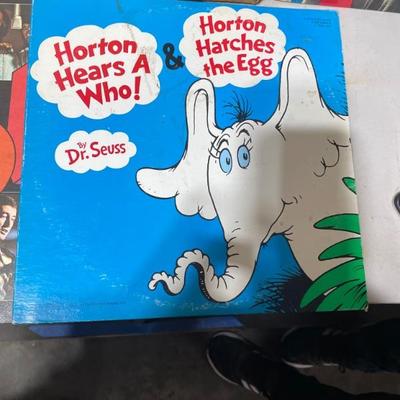 Horton
Hears A
Who!
&
Horton
Hatches
the Egg
By
Dr. Seuss